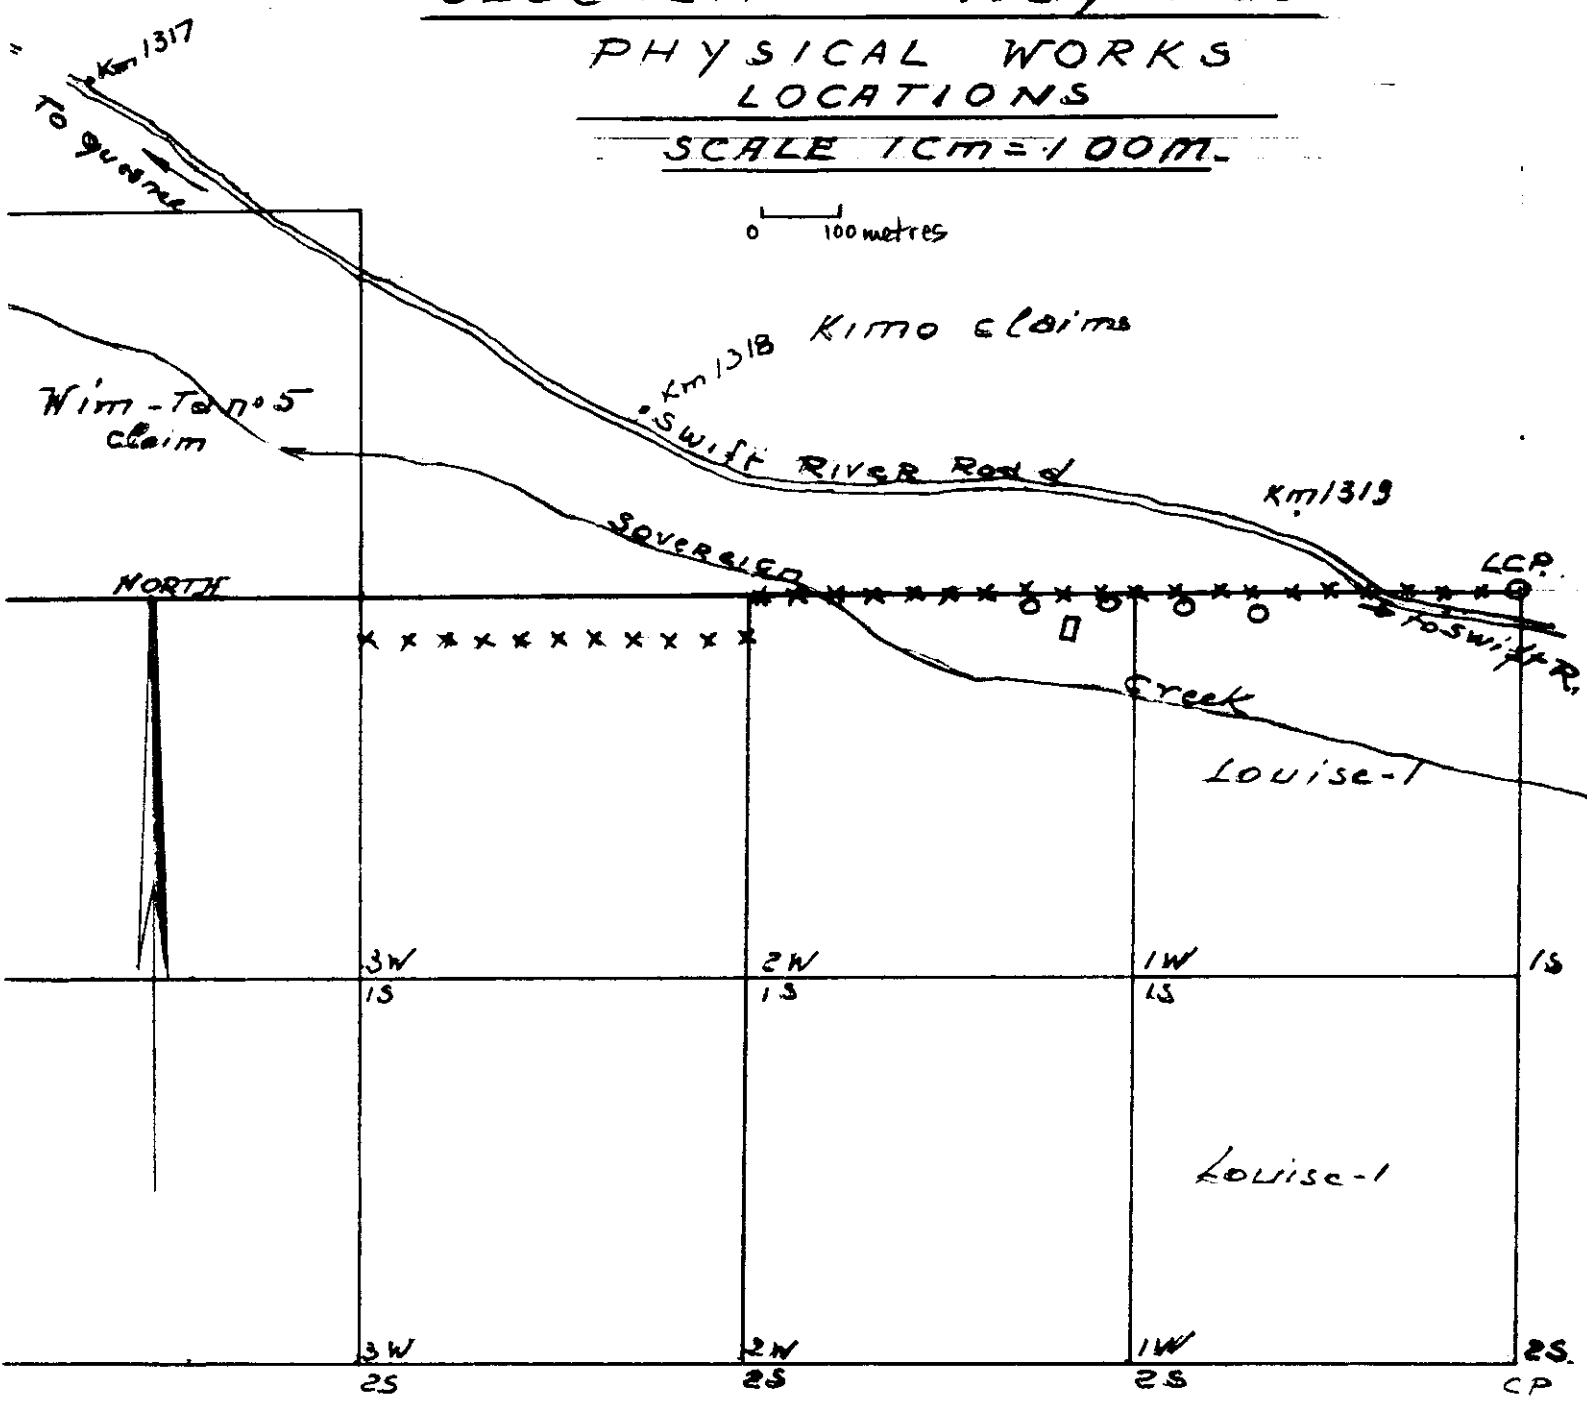 PHYSICAL WORKS
LOCATIONS
SCALE 1cm = 100m.
0 100 metres
Km 1317
To Quesnel
Kimo claims
Km 1318
Wim-To no 5
claim
Swift River Road
Km 1319
Sovereign
Creek
NORTH
L.C.P.
To Swift R.
Louise-1
3W
1S
2W
1S
1W
1S
1S
Louise-1
3W
2S
2W
2S
1W
2S
2S.
CP